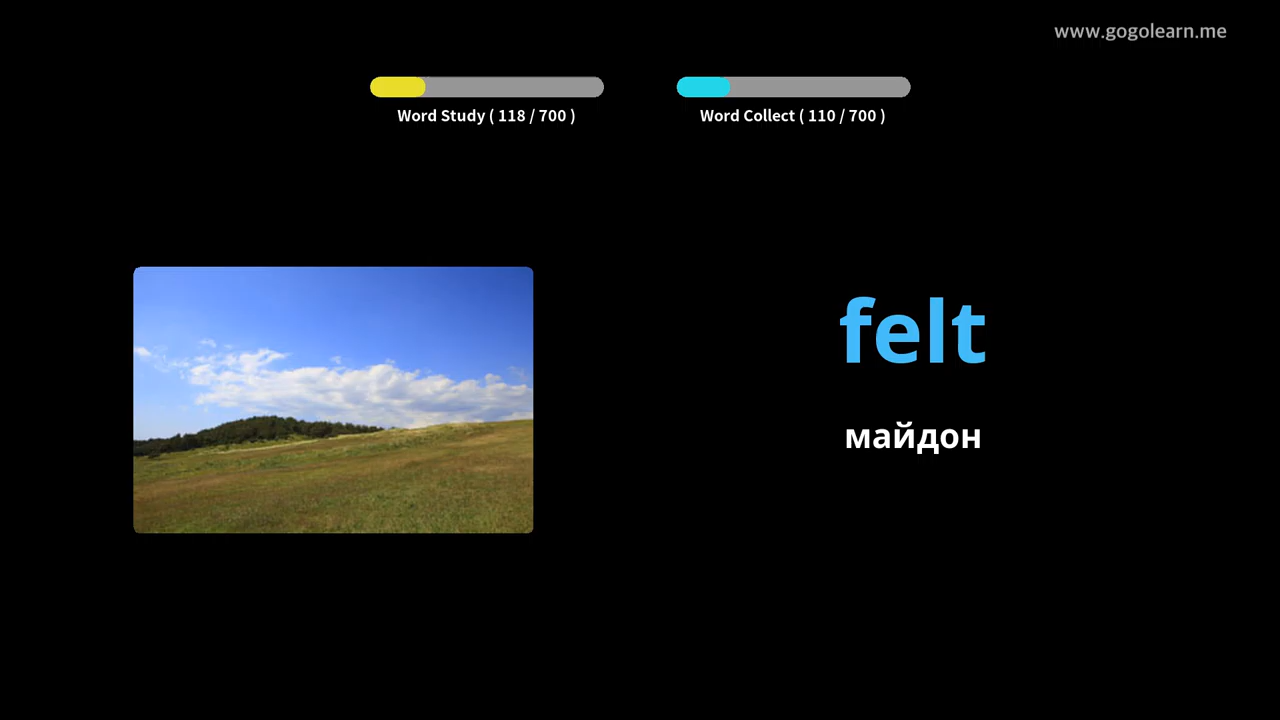 www.gogolearn.me
Word Study ( 118 / 700 )
Word Collect ( 110 / 700 )
felt
майдон